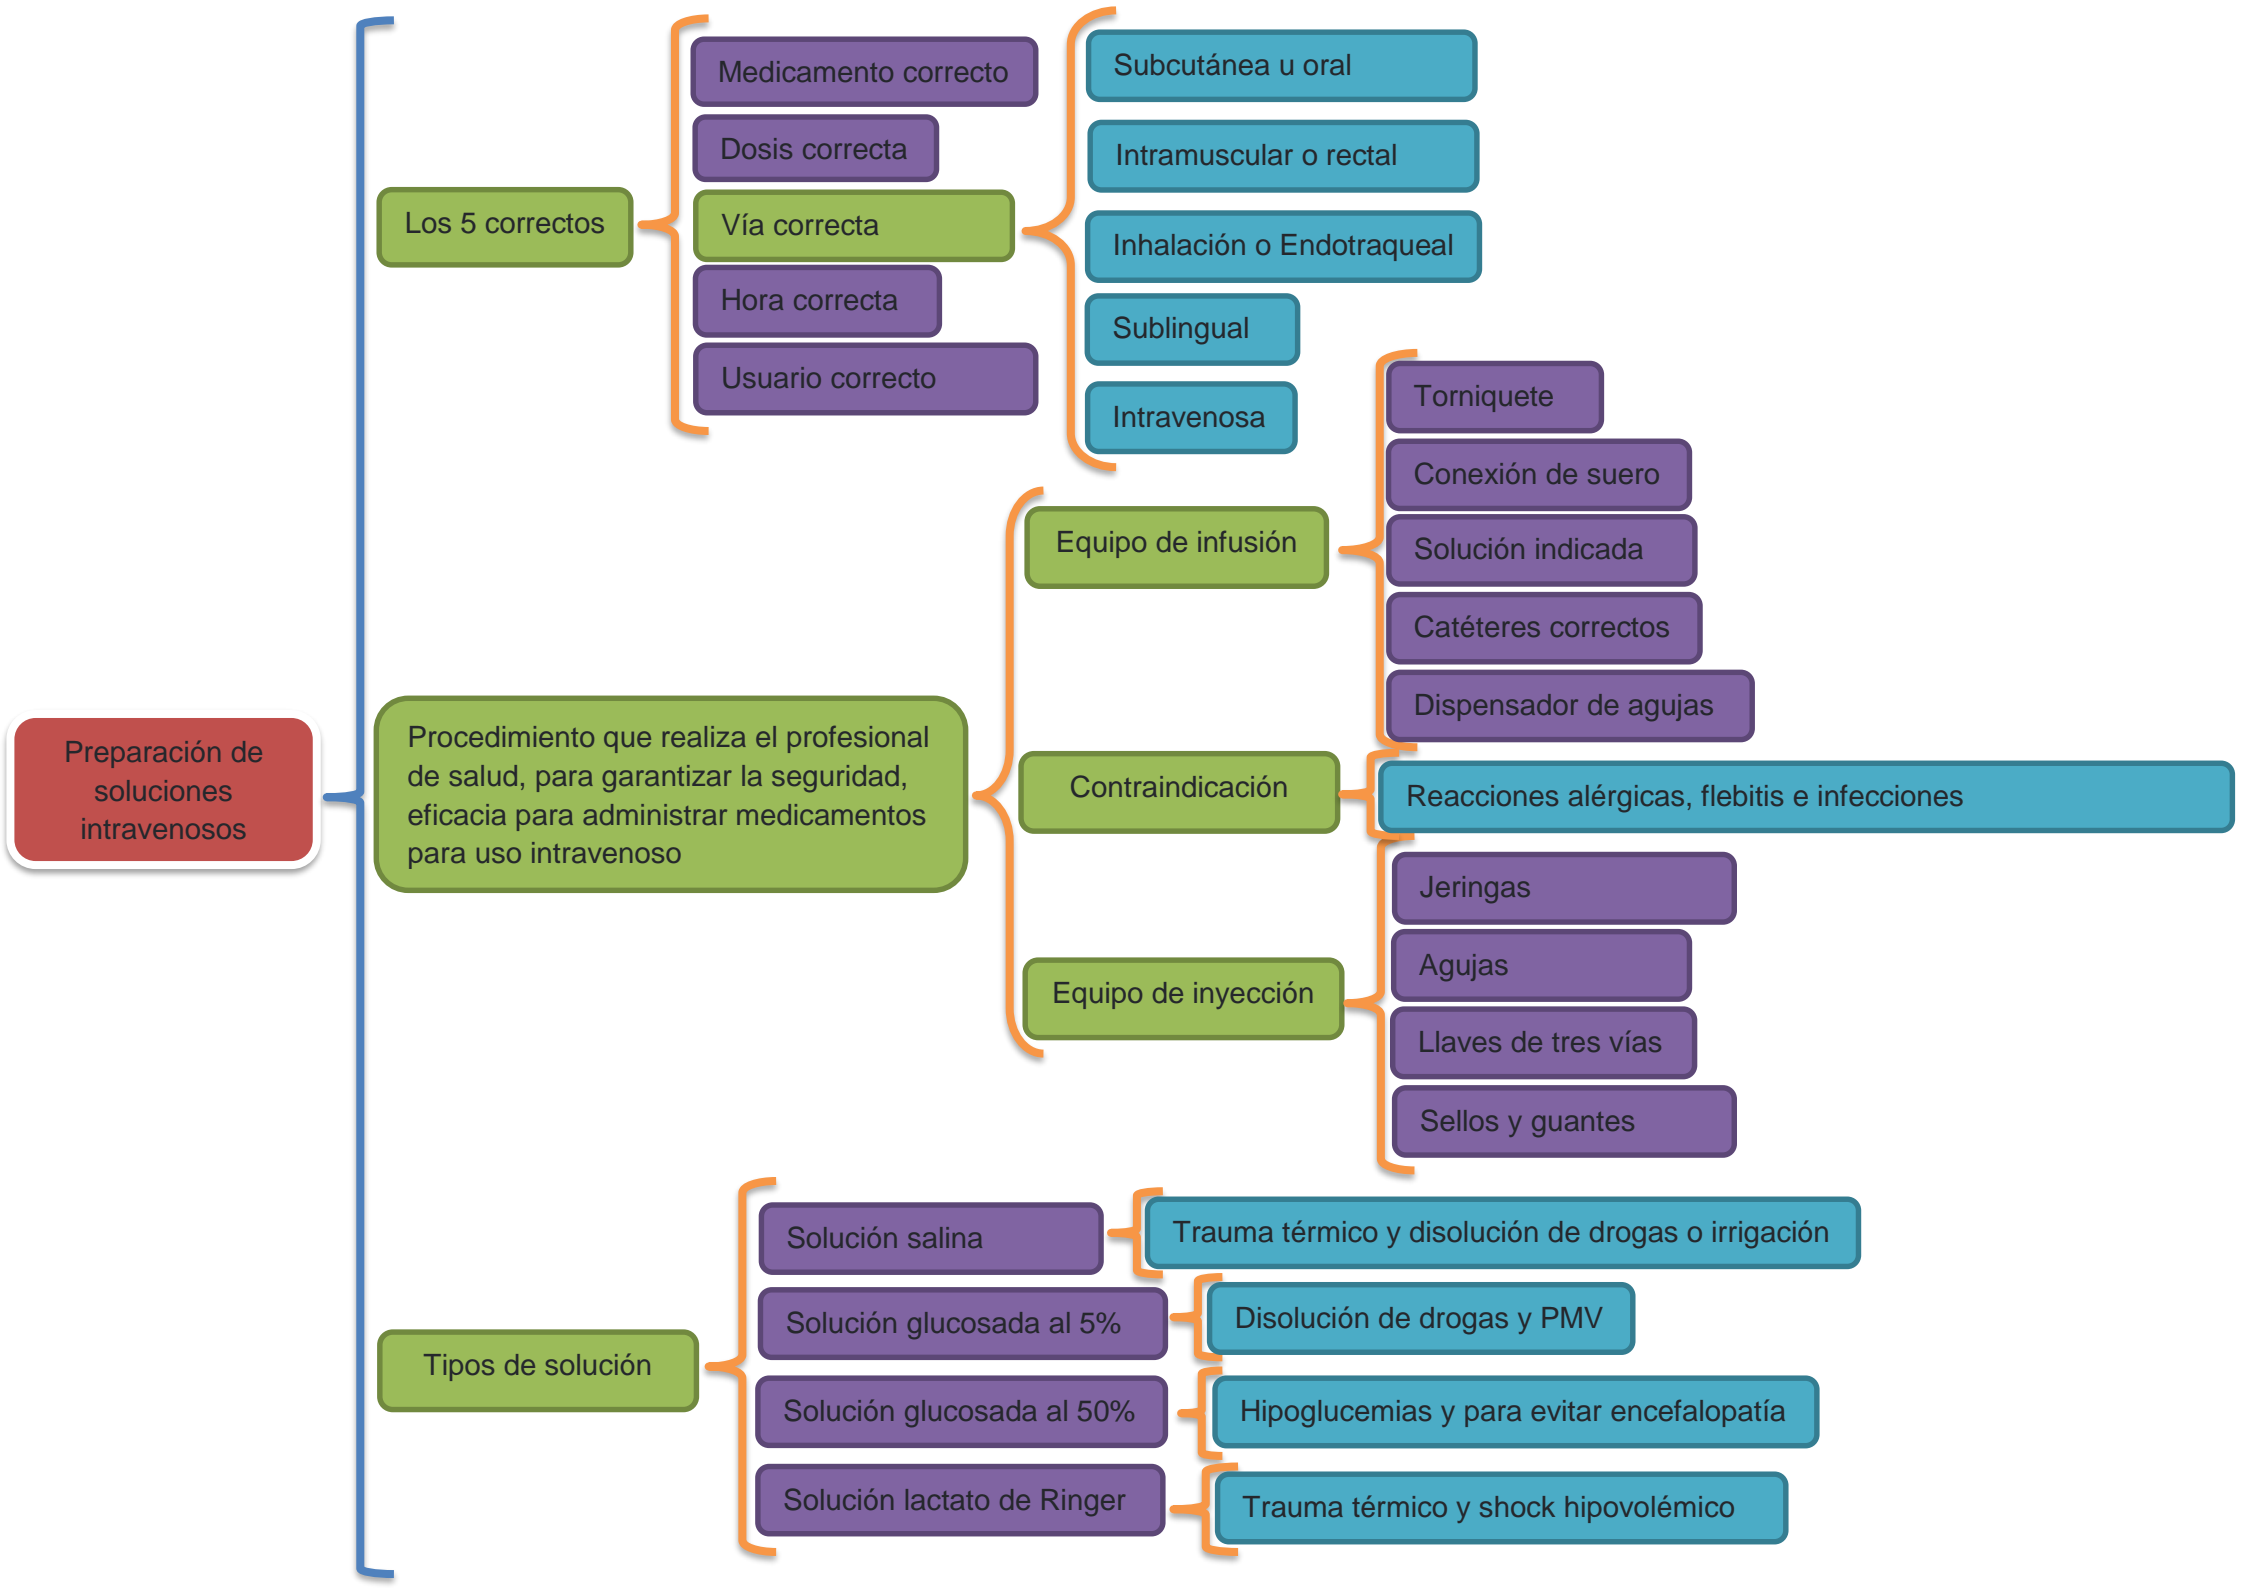 Preparación de
soluciones
intravenosos
Los 5 correctos
Medicamento correcto
Dosis correcta
Vía correcta
Hora correcta
Usuario correcto
Subcutánea u oral
Intramuscular o rectal
Inhalación o Endotraqueal
Sublingual
Intravenosa
Procedimiento que realiza el profesional
de salud, para garantizar la seguridad,
eficacia para administrar medicamentos
para uso intravenoso
Equipo de infusión
Torniquete
Conexión de suero
Solución indicada
Catéteres correctos
Dispensador de agujas
Contraindicación
Reacciones alérgicas, flebitis e infecciones
Equipo de inyección
Jeringas
Agujas
Llaves de tres vías
Sellos y guantes
Tipos de solución
Solución salina
Trauma térmico y disolución de drogas o irrigación
Solución glucosada al 5%
Disolución de drogas y PMV
Solución glucosada al 50%
Hipoglucemias y para evitar encefalopatía
Solución lactato de Ringer
Trauma térmico y shock hipovolémico